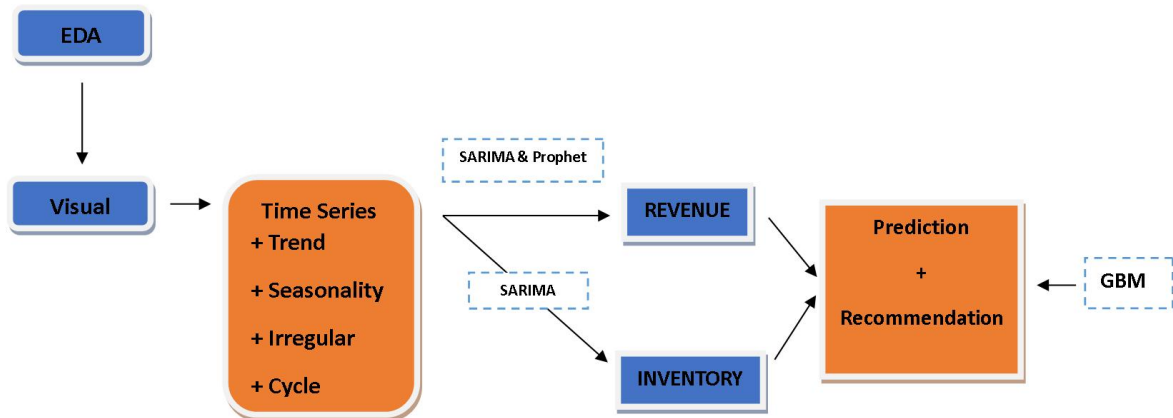 EDA
Visual
Time Series
+ Trend
+ Seasonality
+ Irregular
+ Cycle
SARIMA & Prophet
SARIMA
REVENUE
INVENTORY
Prediction
+
Recommendation
GBM